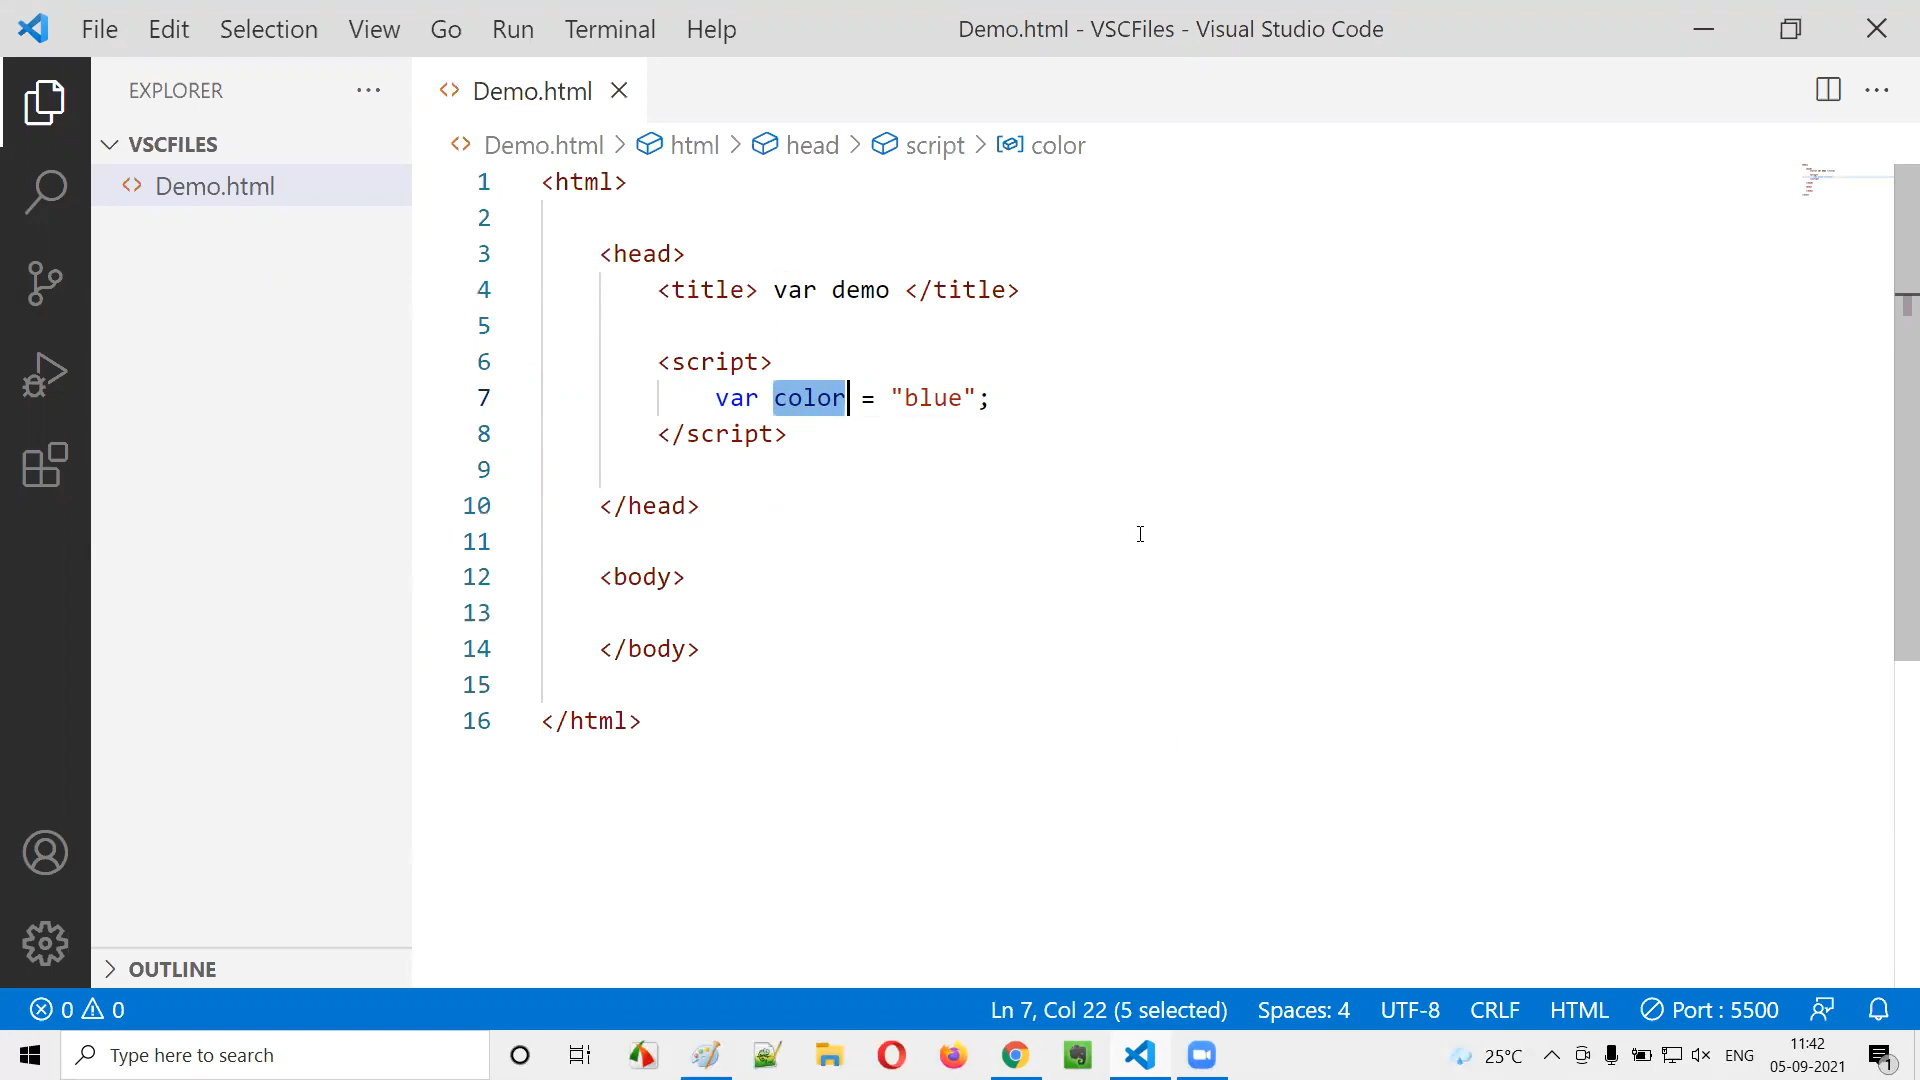 File Edit Selection View Go Run Terminal Help Demo.html - VSCFiles - Visual Studio Code
EXPLORER ··· Demo.html
VSCFILES
Demo.html
Demo.html > html > head > script > color
1 <html>
2
3 <head>
4 <title> var demo </title>
5
6 <script>
7 var color = "blue";
8 </script>
9
10 </head>
11
12 <body>
13
14 </body>
15
16 </html>
OUTLINE
0 0 Ln 7, Col 22 (5 selected) Spaces: 4 UTF-8 CRLF HTML Port : 5500
Type here to search 25°C ENG 11:42
05-09-2021 1